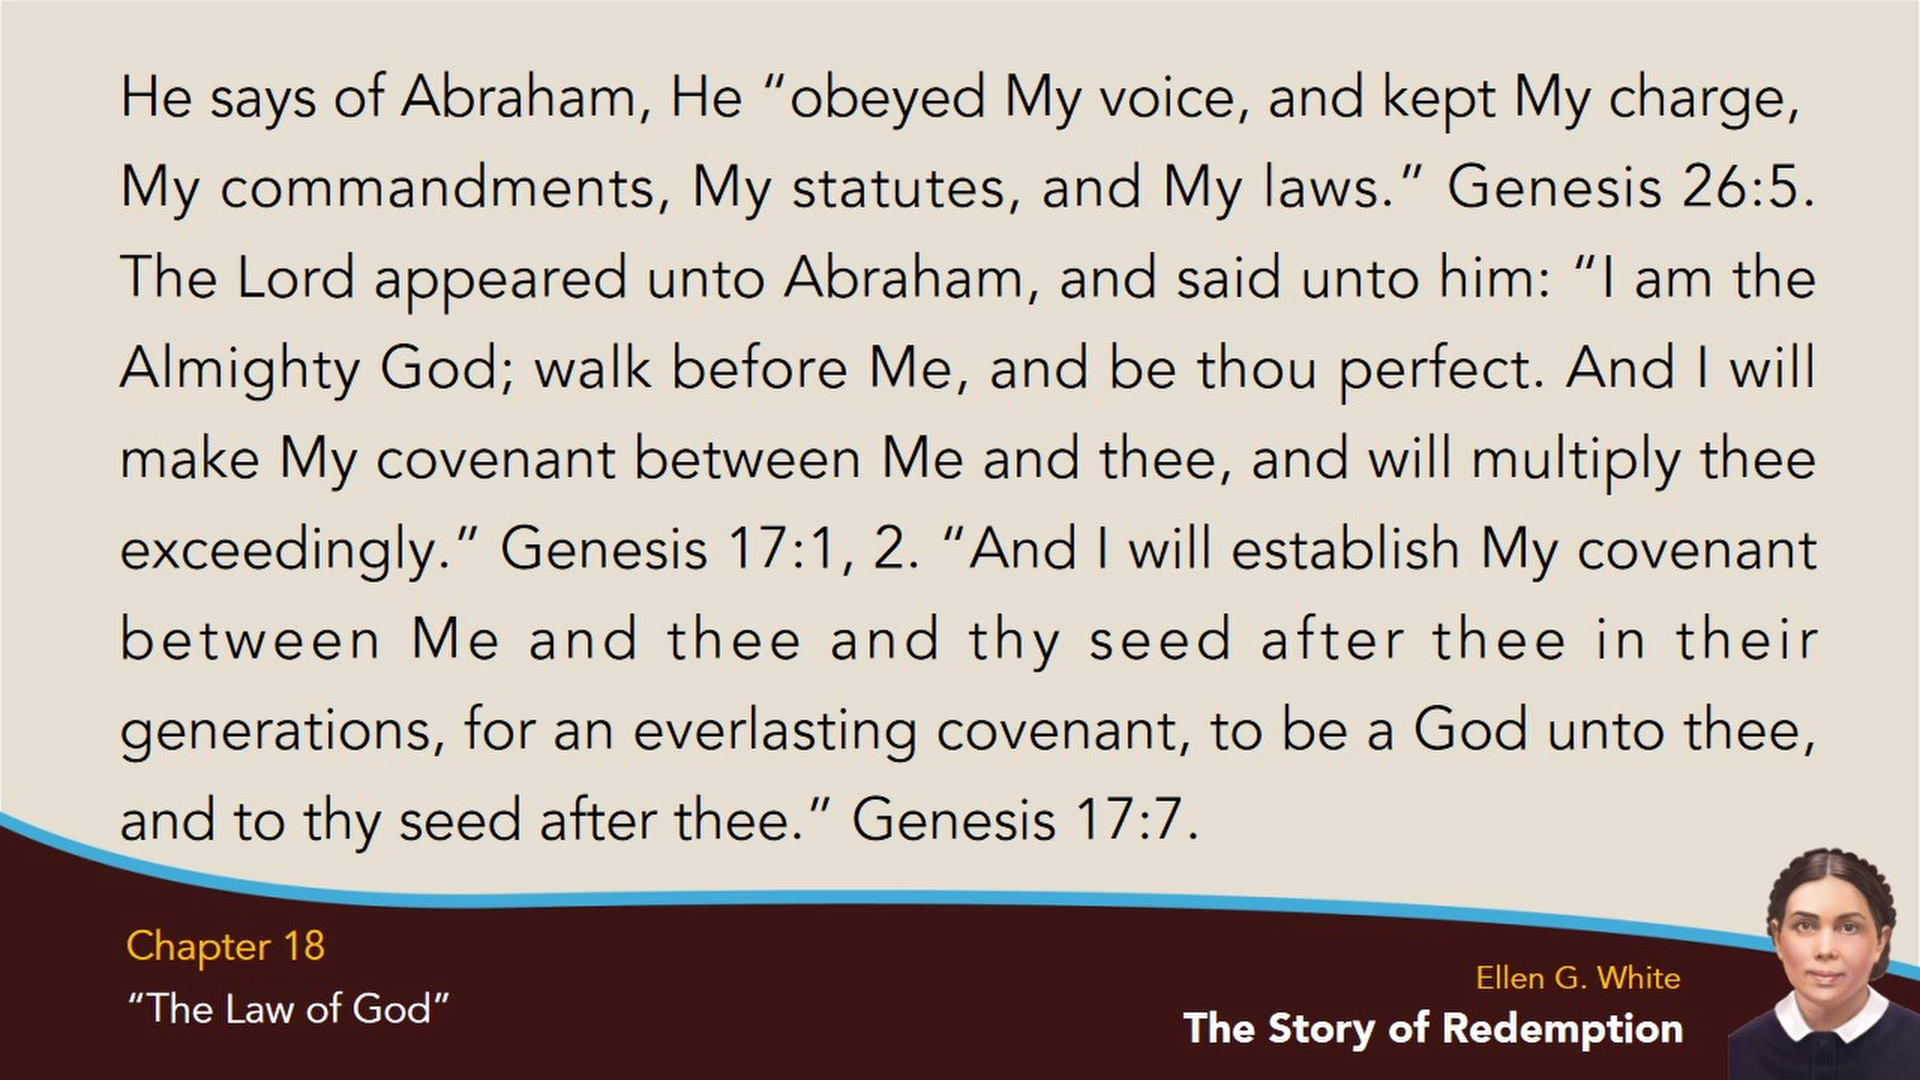 He says of Abraham, He “obeyed My voice, and kept My charge,
My commandments, My statutes, and My laws.” Genesis 26:5.
The Lord appeared unto Abraham, and said unto him: “I am the
Almighty God; walk before Me, and be thou perfect. And I will
make My covenant between Me and thee, and will multiply thee
exceedingly.” Genesis 17:1, 2. “And I will establish My covenant
between Me and thee and thy seed after thee in their
generations, for an everlasting covenant, to be a God unto thee,
and to thy seed after thee.” Genesis 17:7.
Chapter 18
“The Law of God”
Ellen G. White
The Story of Redemption